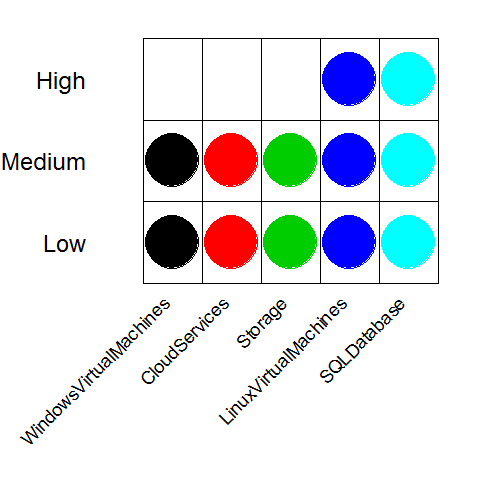 High
Medium
Low
WindowsVirtualMachines
CloudServices
Storage
LinuxVirtualMachines
SQLDatabase